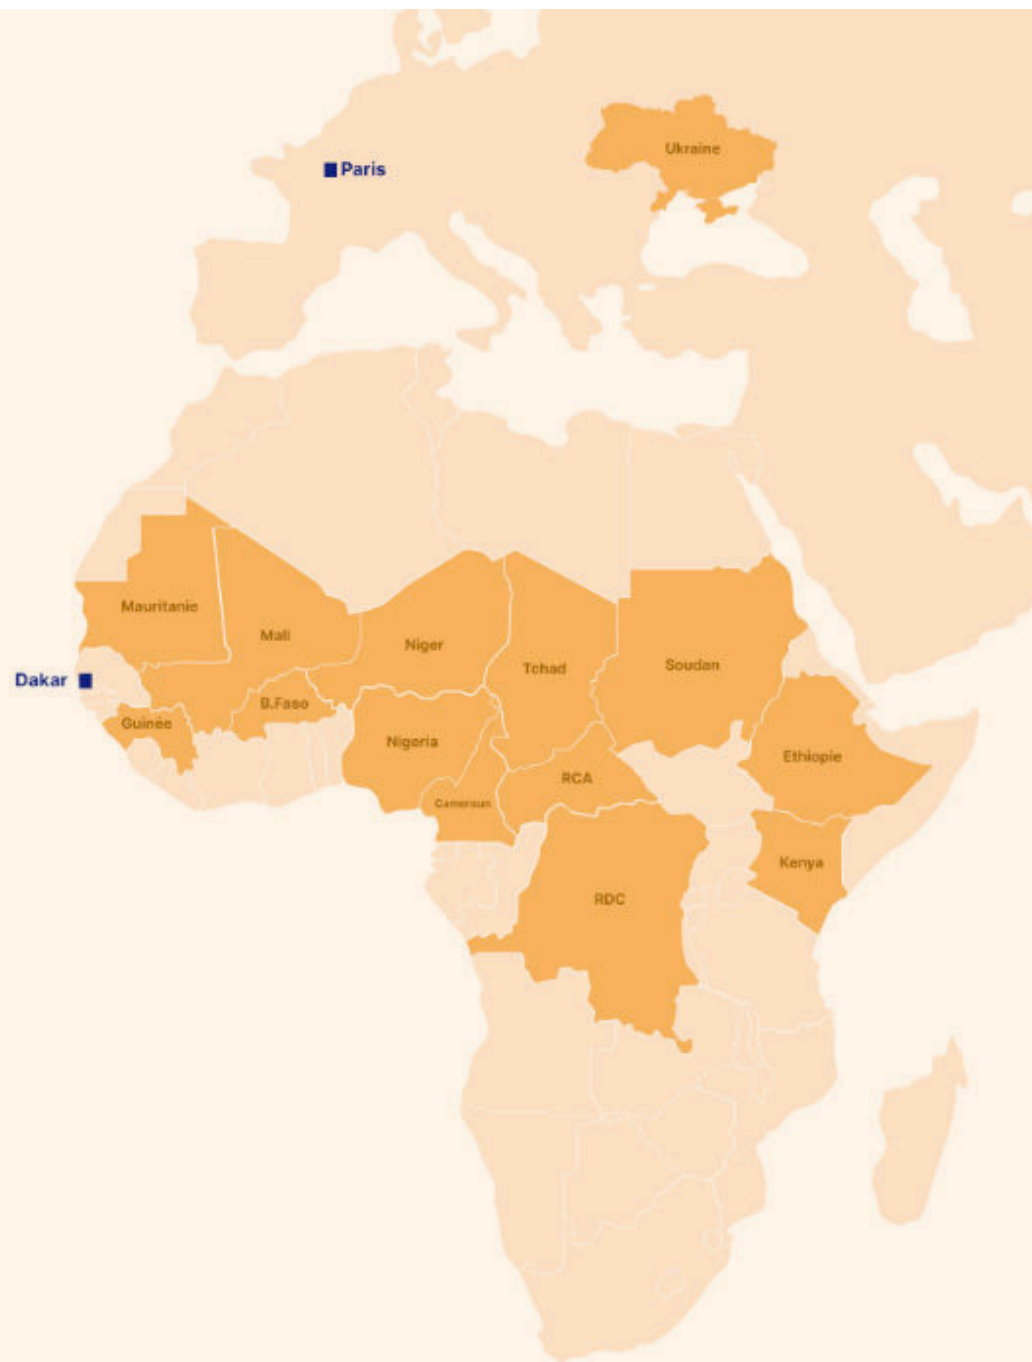 Ukraine
Paris
Mauritanie
Mali
Niger
Tchad
Soudan
Dakar
B.Faso
Guinée
Nigeria
Ethiopie
RCA
Cameroun
Kenya
RDC